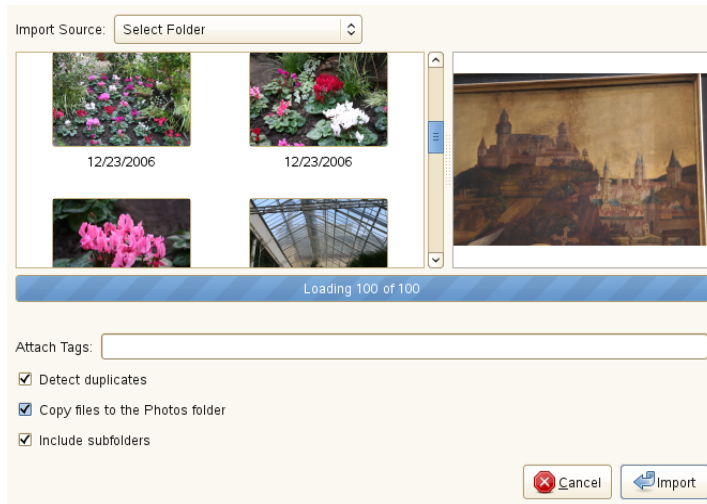 Import Source: Select Folder
12/23/2006 12/23/2006
Loading 100 of 100
Attach Tags:
Detect duplicates
Copy files to the Photos folder
Include subfolders
Cancel Import